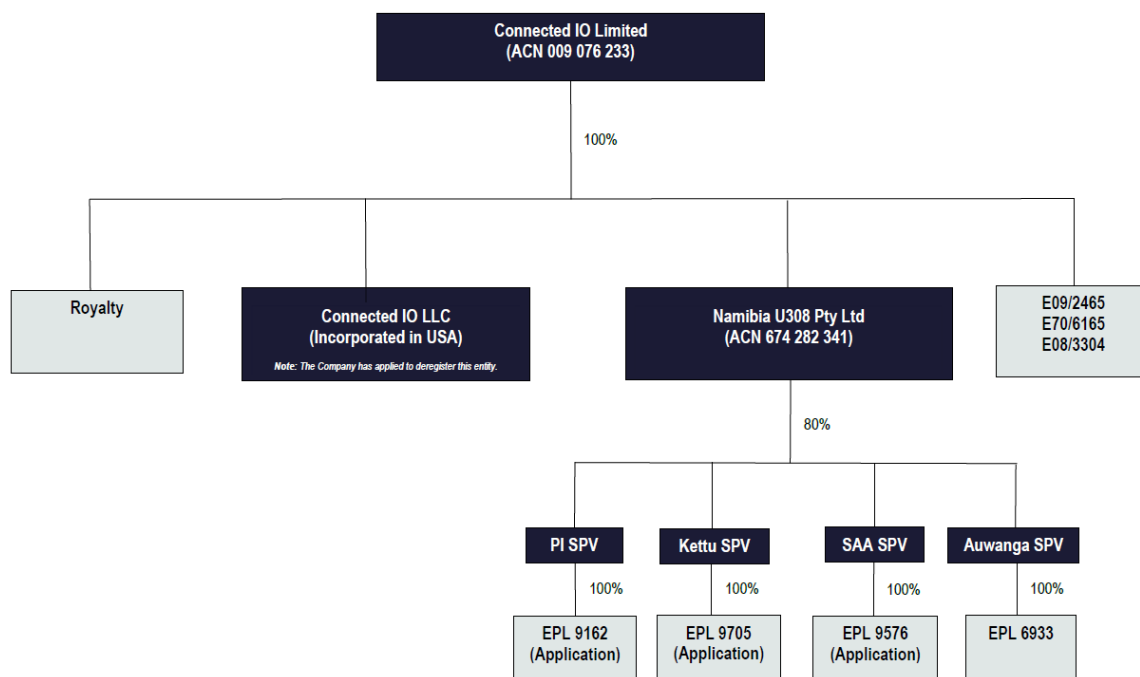 Connected IO Limited
(ACN 009 076 233)
100%
Royalty
Connected IO LLC
(Incorporated in USA)
Note: The Company has applied to deregister this entity.
Namibia U308 Pty Ltd
(ACN 674 282 341)
E09/2465
E70/6165
E08/3304
80%
PI SPV
Kettu SPV
SAA SPV
Auwanga SPV
100%
100%
100%
100%
EPL 9162
(Application)
EPL 9705
(Application)
EPL 9576
(Application)
EPL 6933